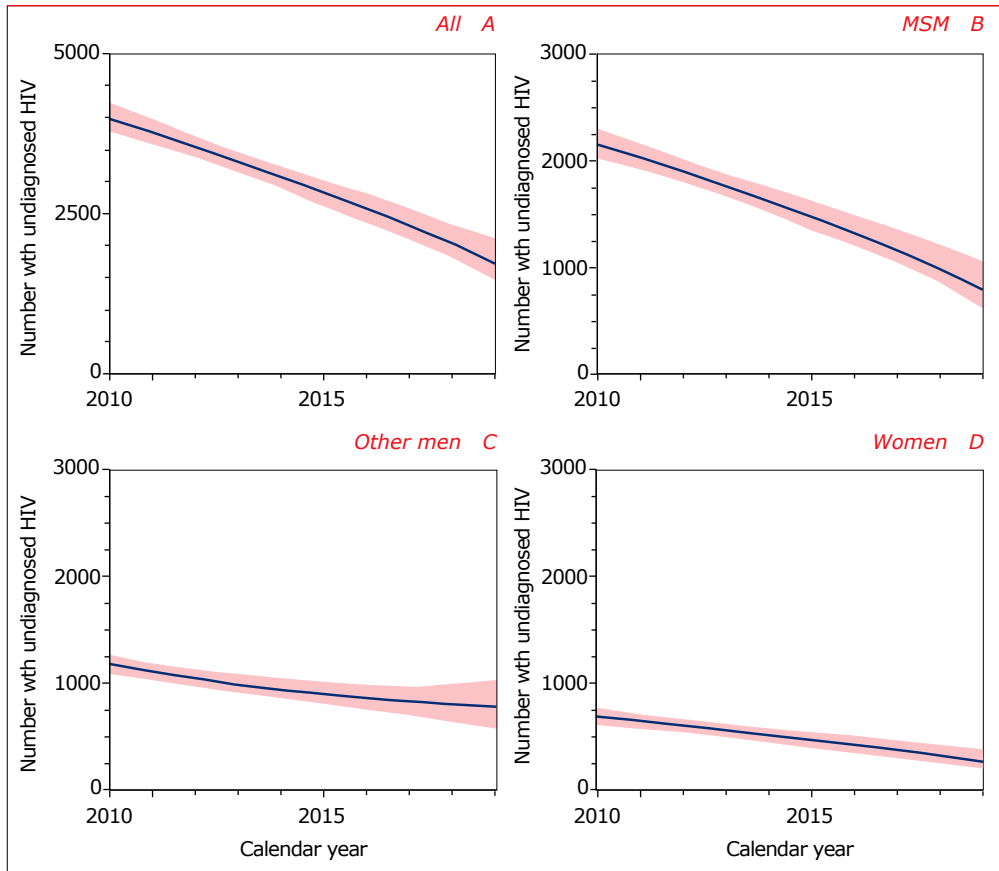 All A
5000
2500
0
2010
2015
Number wth undiagnosed HIV
MSM B
3000
2000
1000
0
2010
2015
Number wth undiagnosed HIV
Other men C
3000
2000
1000
0
2010
2015
Number wth undiagnosed HIV
Calendar year
Women D
3000
2000
1000
0
2010
2015
Number wth undiagnosed HIV
Calendar year